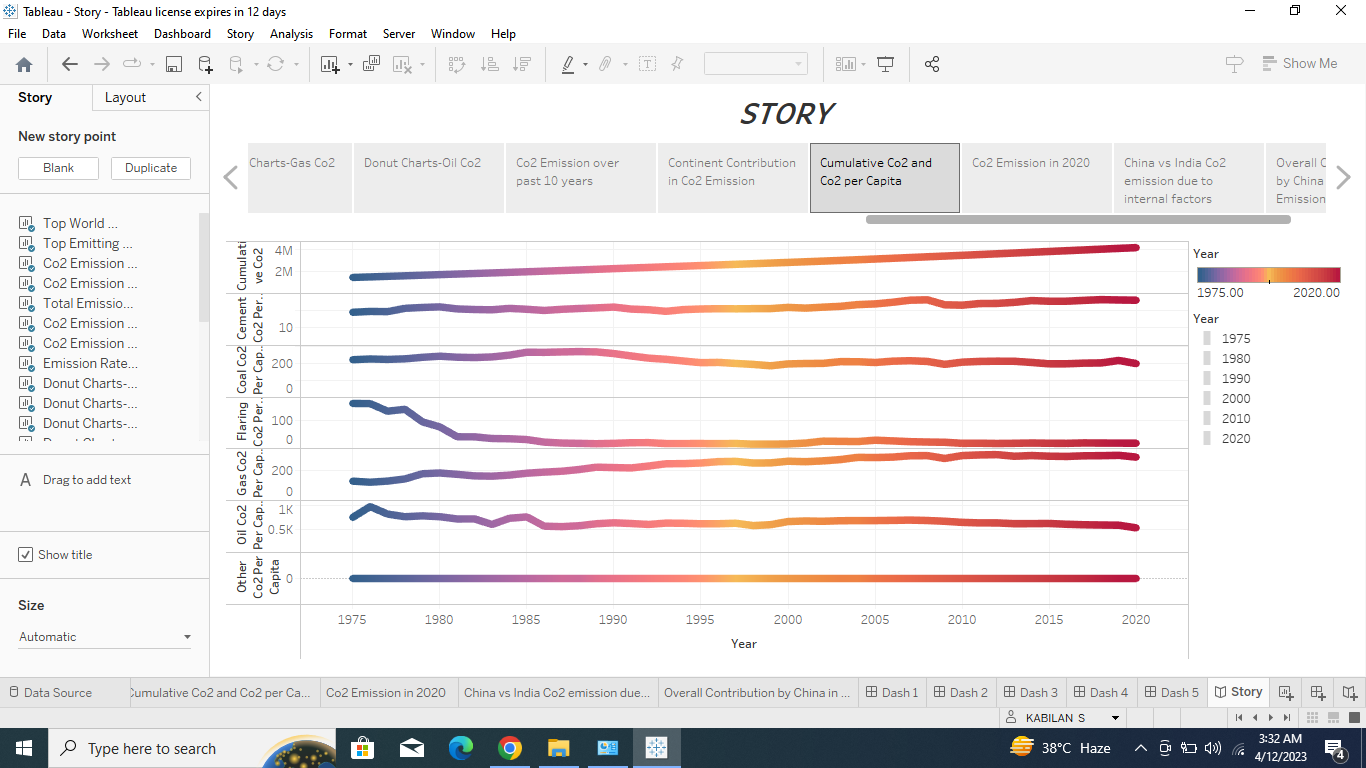 Tableau - Story - Tableau license expires in 12 days
File Data Worksheet Dashboard Story Analysis Format Server Window Help
Show Me
Story Layout
New story point
Blank Duplicate
Top World ...
Top Emitting ...
Co2 Emission ...
Co2 Emission ...
Total Emissio...
Co2 Emission ...
Co2 Emission ...
Emission Rate...
Donut Charts-...
Donut Charts-...
Donut Charts-...
A Drag to add text
Show title
Size
Automatic
STORY
Charts-Gas Co2
Donut Charts-Oil Co2
Co2 Emission over
past 10 years
Continent Contribution
in Co2 Emission
Cumulative Co2 and
Co2 per Capita
Co2 Emission in 2020
China vs India Co2
emission due to
internal factors
Overall C
by China
Emission
Cumulati
ve Co2
4M
2M
Cement
Co2 Per..
10
Coal Co2
Per Cap..
200
0
Flaring
Co2 Per..
100
0
Gas Co2
Per Cap..
200
0
Oil Co2
Per Cap..
1K
0.5K
Other
Co2 Per
Capita
0
1975 1980 1985 1990 1995 2000 2005 2010 2015 2020
Year
Year
1975.00 2020.00
Year
1975
1980
1990
2000
2010
2020
Data Source Cumulative Co2 and Co2 per Ca... Co2 Emission in 2020 China vs India Co2 emission due... Overall Contribution by China in ... Dash 1 Dash 2 Dash 3 Dash 4 Dash 5 Story
KABILAN S
Type here to search
38°C Haze
3:32 AM
4/12/2023
4